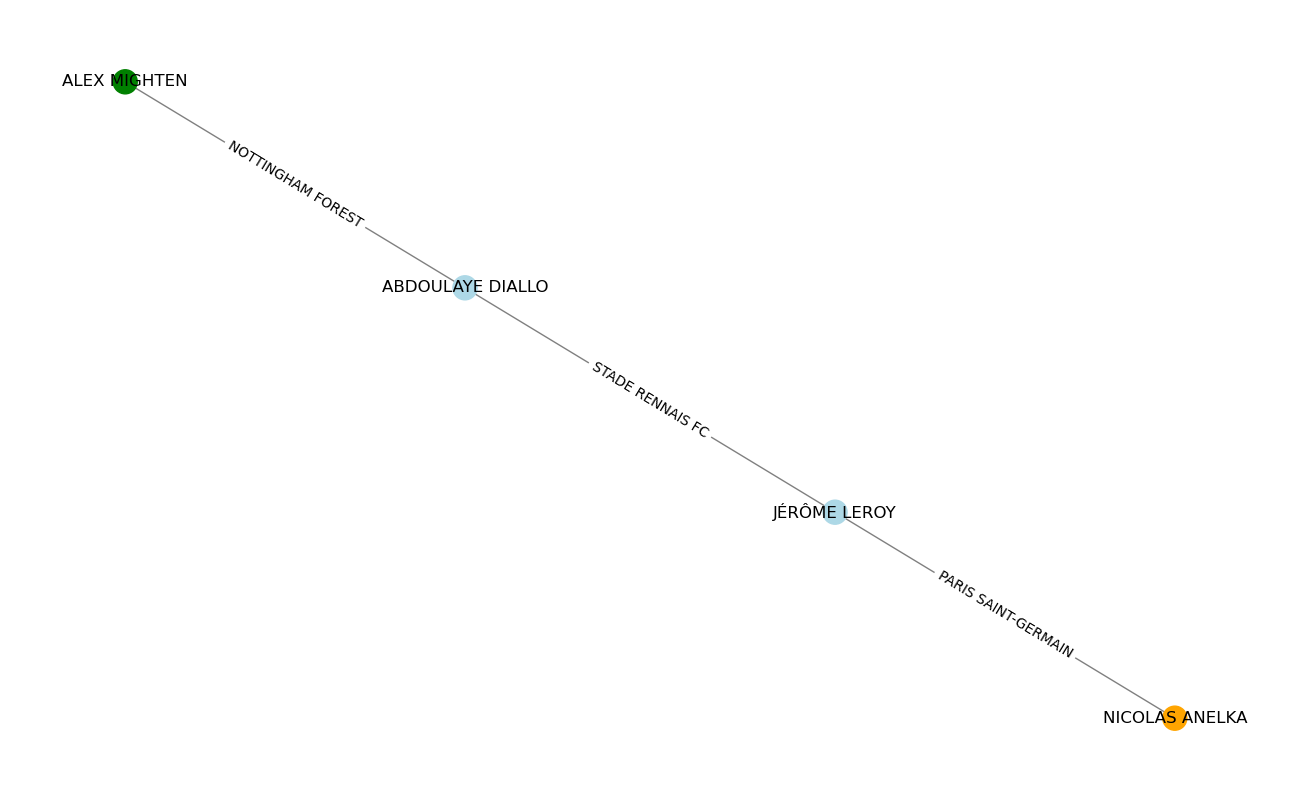 ALEX MIGHTEN
NOTTINGHAM FOREST
ABDOULAYE DIALLO
STADE RENNAIS FC
JÉRÔME LEROY
PARIS SAINT-GERMAIN
NICOLAS ANELKA